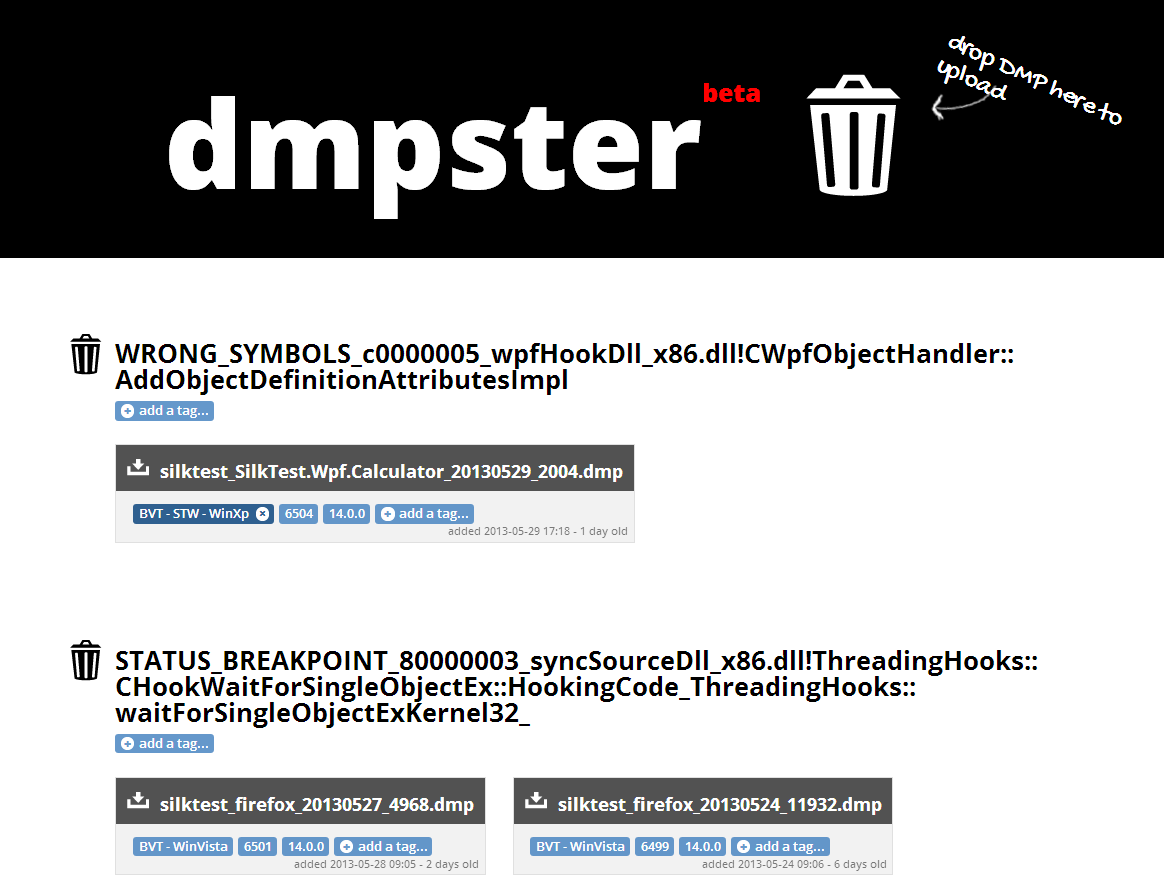 dmpster
beta
drop DMP here to
upload
WRONG_SYMBOLS_c0000005_wpfHookDll_x86.dll!CWpfObjectHandler::
AddObjectDefinitionAttributesImpl
add a tag...
silktest_SilkTest.Wpf.Calculator_20130529_2004.dmp
BVT - STW - WinXp 6504 14.0.0 add a tag...
added 2013-05-29 17:18 - 1 day old
STATUS_BREAKPOINT_80000003_syncSourceDll_x86.dll!ThreadingHooks::
CHookWaitForSingleObjectEx::HookingCode_ThreadingHooks::
waitForSingleObjectExKernel32_
add a tag...
silktest_firefox_20130527_4968.dmp
BVT - WinVista 6501 14.0.0 add a tag...
added 2013-05-28 09:05 - 2 days old
silktest_firefox_20130524_11932.dmp
BVT - WinVista 6499 14.0.0 add a tag...
added 2013-05-24 09:06 - 6 days old